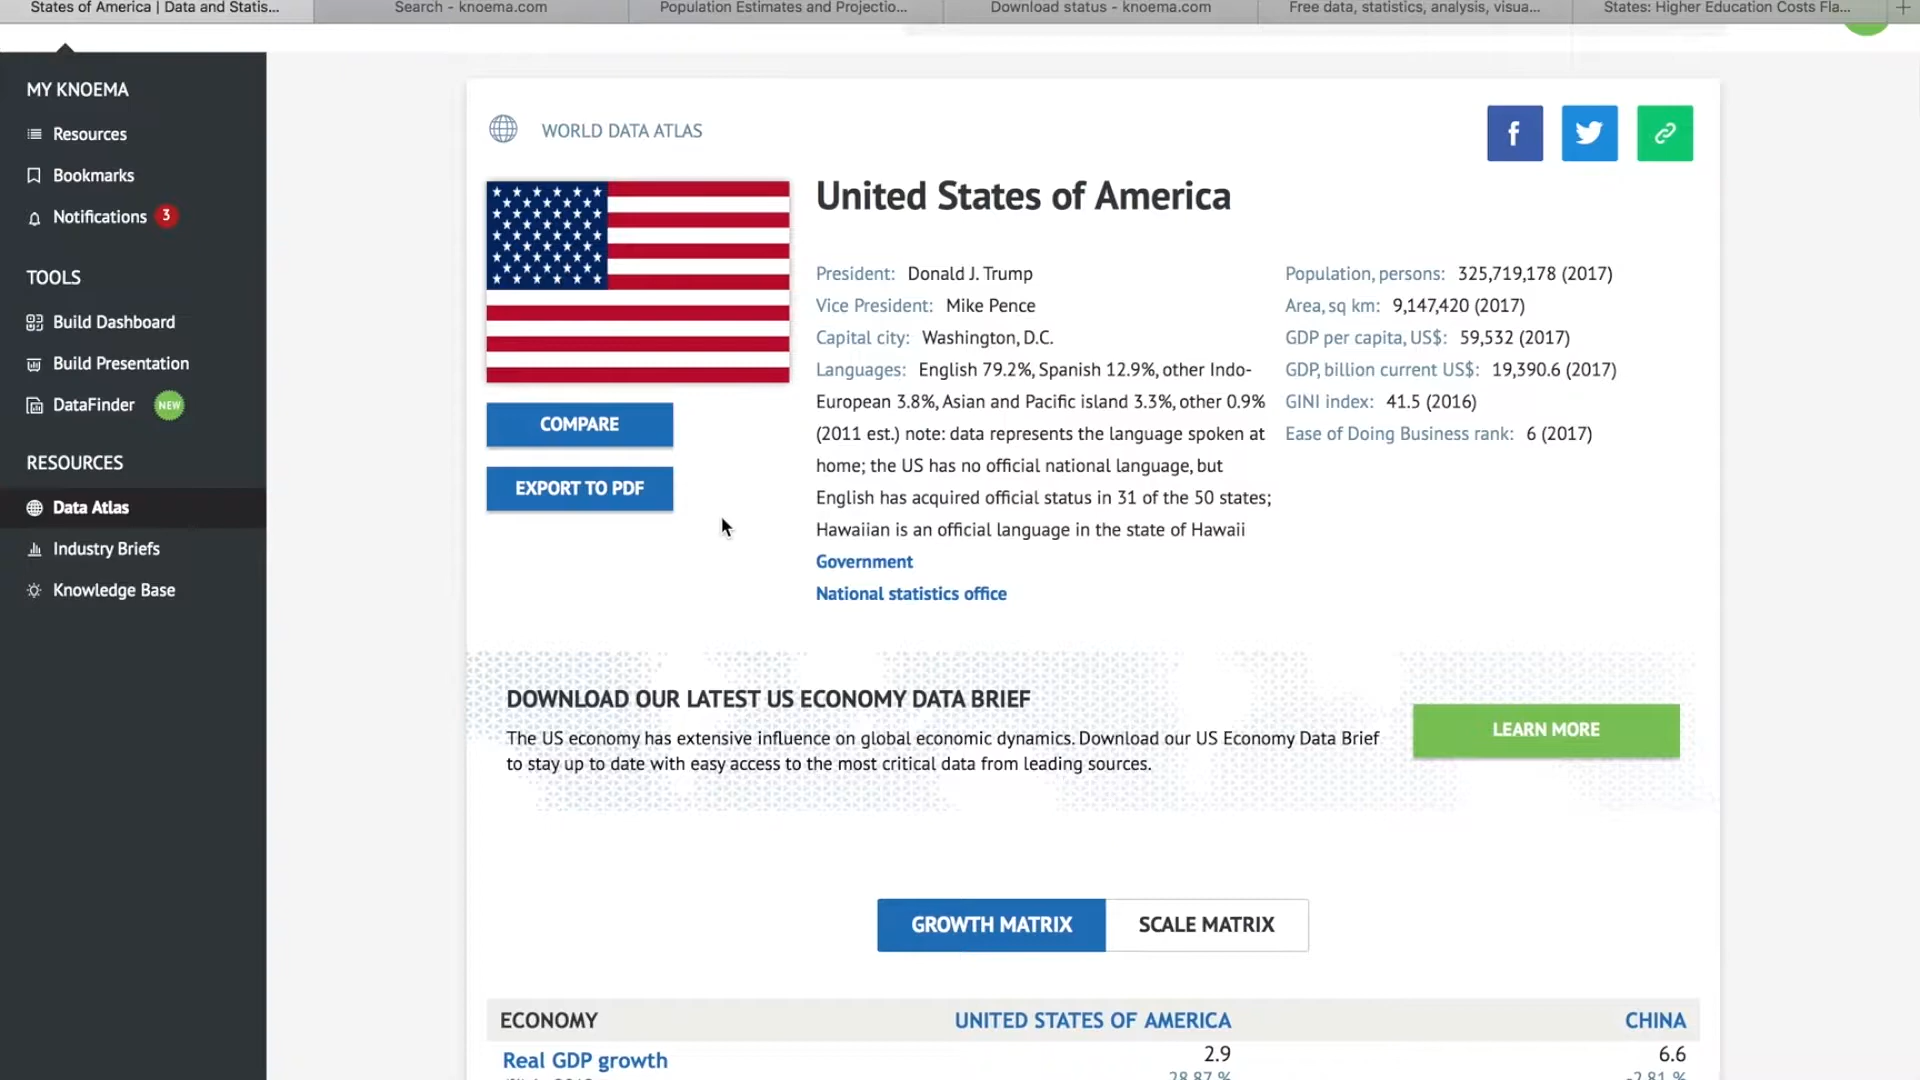 States of America | Data and Statis...
Search - knoema.com
Population Estimates and Projectio...
Download status - knoema.com
Free data, statistics, analysis, visua...
States: Higher Education Costs Fla...
MY KNOEMA
Resources
Bookmarks
Notifications 3
TOOLS
Build Dashboard
Build Presentation
DataFinder NEW
RESOURCES
Data Atlas
Industry Briefs
Knowledge Base
WORLD DATA ATLAS
United States of America
COMPARE
EXPORT TO PDF
President: Donald J. Trump
Vice President: Mike Pence
Capital city: Washington, D.C.
Languages: English 79.2%, Spanish 12.9%, other Indo-
European 3.8%, Asian and Pacific island 3.3%, other 0.9%
(2011 est.) note: data represents the language spoken at
home; the US has no official national language, but
English has acquired official status in 31 of the 50 states;
Hawaiian is an official language in the state of Hawaii
Government
National statistics office
Population, persons: 325,719,178 (2017)
Area, sq km: 9,147,420 (2017)
GDP per capita, US$: 59,532 (2017)
GDP, billion current US$: 19,390.6 (2017)
GINI index: 41.5 (2016)
Ease of Doing Business rank: 6 (2017)
DOWNLOAD OUR LATEST US ECONOMY DATA BRIEF
The US economy has extensive influence on global economic dynamics. Download our US Economy Data Brief
to stay up to date with easy access to the most critical data from leading sources.
LEARN MORE
GROWTH MATRIX SCALE MATRIX
ECONOMY UNITED STATES OF AMERICA CHINA
Real GDP growth 2.9 6.6
28.87 % -2.81 %